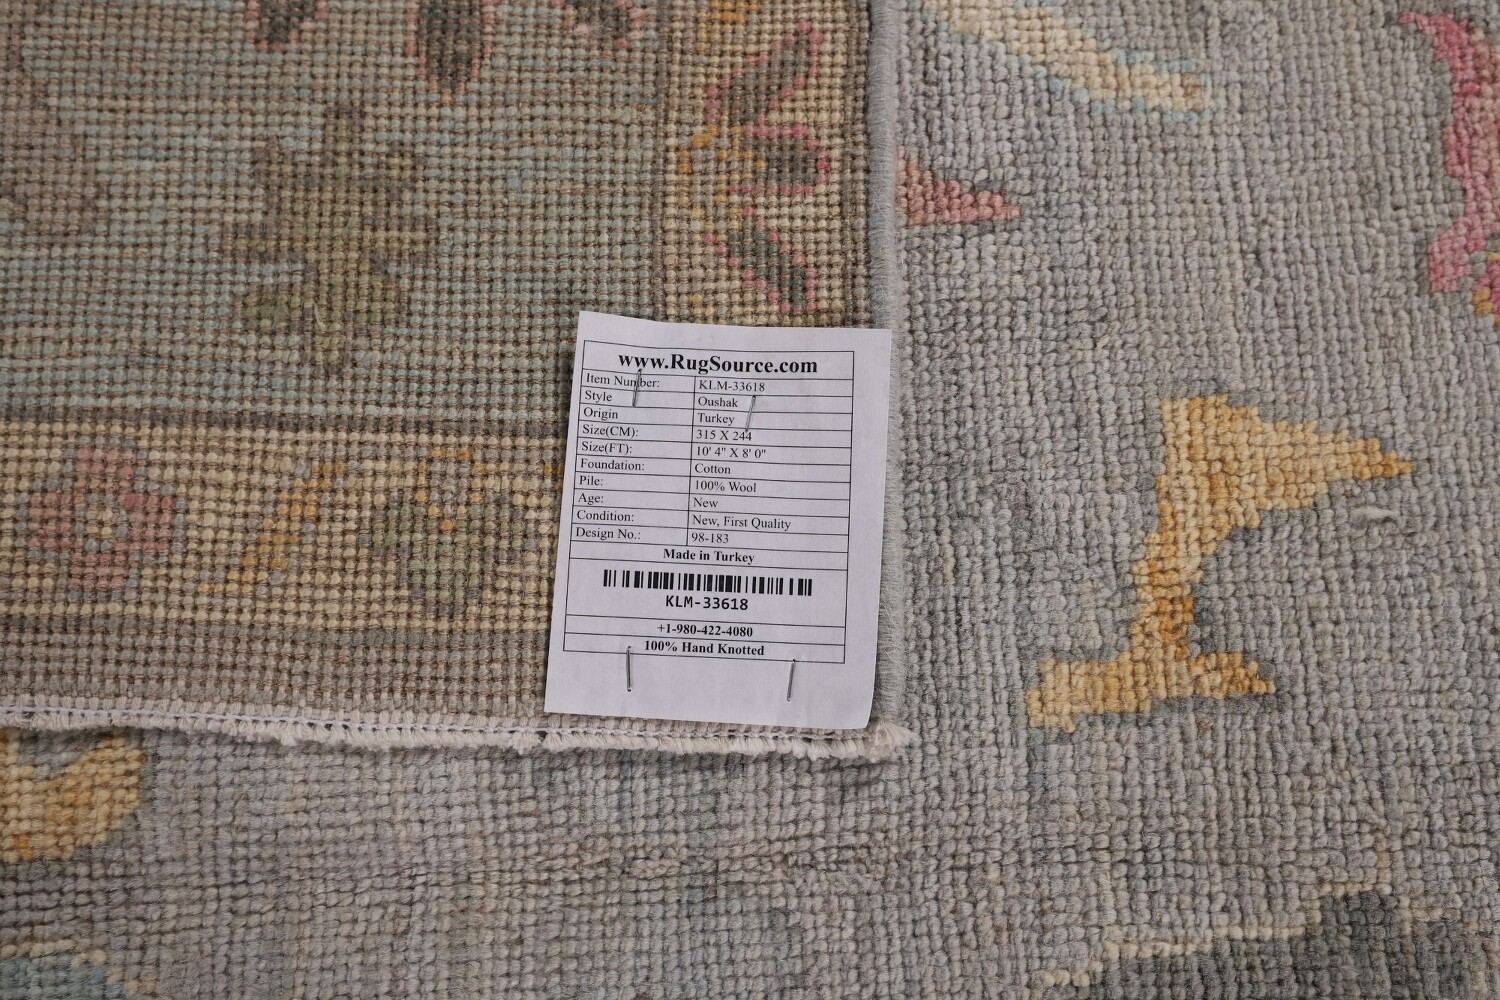 www.RugSource.com
Item Number: KLM-33618
Style Oushak
Origin Turkey
Size(CM): 315 X 244
Size(FT): 10' 4" X 8' 0"
Foundation: Cotton
Pile: 100% Wool
Age: New
Condition: New, First Quality
Design No.: 98-183
Made in Turkey
KLM-33618
+1-980-422-4080
100% Hand Knotted